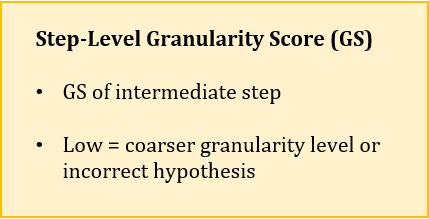 Step-Level Granularity Score (GS)
• GS of intermediate step
• Low = coarser granularity level or
incorrect hypothesis